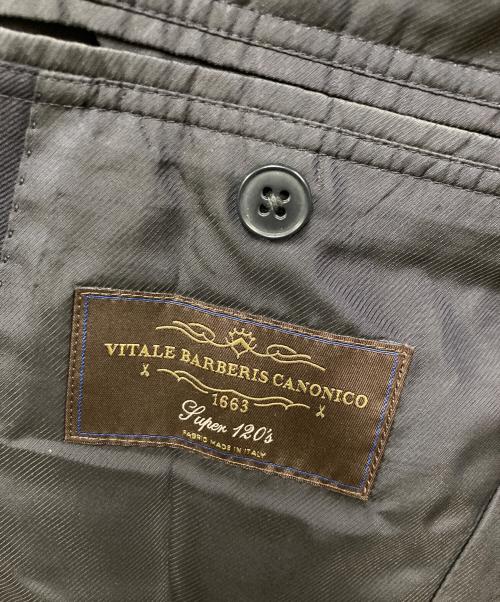 VITALE BARBERIS CANONICO
1663
Super 120's
FABRIC MADE IN ITALY